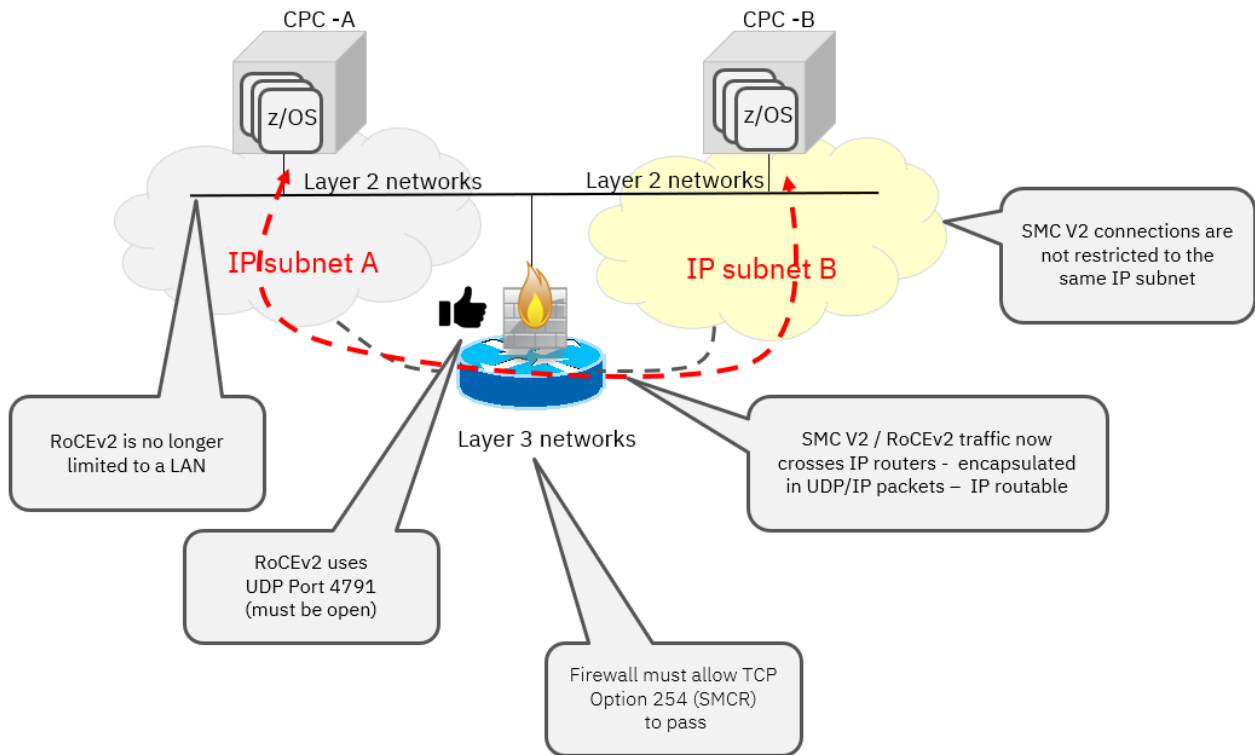 CPC -A
CPC -B
z/OS
z/OS
Layer 2 networks
Layer 2 networks
IP subnet A
IP subnet B
SMC V2 connections are
not restricted to the
same IP subnet
RoCEv2 is no longer
limited to a LAN
Layer 3 networks
SMC V2 / RoCEv2 traffic now
crosses IP routers - encapsulated
in UDP/IP packets – IP routable
RoCEv2 uses
UDP Port 4791
(must be open)
Firewall must allow TCP
Option 254 (SMCR)
to pass